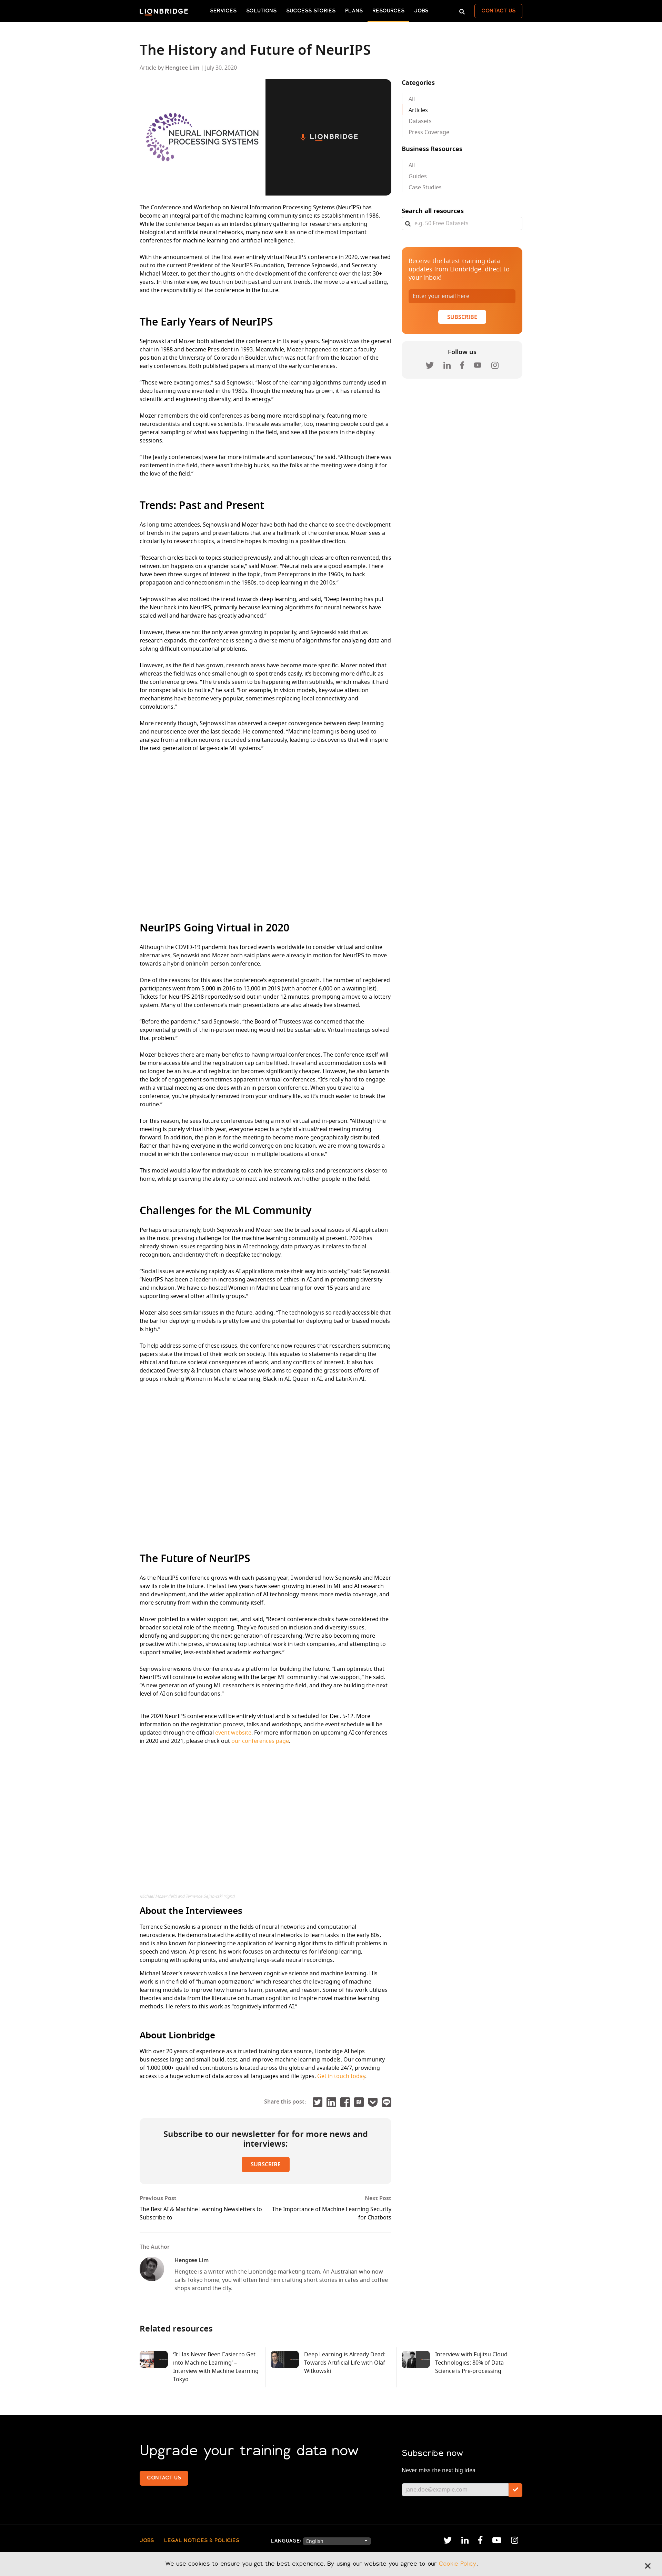 LIONBRIDGE
SERVICES SOLUTIONS SUCCESS STORIES PLANS RESOURCES JOBS CONTACT US
The History and Future of NeurIPS
Article by Hengtee Lim | July 30, 2020
NEURAL INFORMATION
PROCESSING SYSTEMS
LIONBRIDGE
The Conference and Workshop on Neural Information Processing Systems (NeurIPS) has
become an integral part of the machine learning community since its establishment in 1986.
While the conference began as an interdisciplinary gathering for researchers exploring
biological and artificial networks, many now see it as one of the most important
conferences for machine learning and artificial intelligence.
With the announcement of the first ever entirely virtual NeurIPS conference in 2020, we reached
out to the current President of the NeurIPS Foundation, Terrence Sejnowski, and Secretary
Michael Mozer, to get their thoughts on the development of the conference over the last 30+
years. In this interview, we touch on both past and current trends, the move to a virtual setting,
and the responsibility of the conference in the future.
The Early Years of NeurIPS
Sejnowski and Mozer both attended the conference in its early years. Sejnowski was the general
chair in 1988 and became President in 1993. Meanwhile, Mozer happened to start a faculty
position at the University of Colorado in Boulder, which was not far from the location of the
early conferences. Both published papers at many of the early conferences.
“Those were exciting times,” said Sejnowski. “Most of the learning algorithms currently used in
deep learning were invented in the 1980s. Though the meeting has grown, it has retained its
scientific and engineering diversity, and its energy.”
Mozer remembers the old conferences as being more interdisciplinary, featuring more
neuroscientists and cognitive scientists. The scale was smaller, too, meaning people could get a
general sampling of what was happening in the field, and see all the posters in the display
sessions.
“The [early conferences] were far more intimate and spontaneous,” he said. “Although there was
excitement in the field, there wasn’t the big bucks, so the folks at the meeting were doing it for
the love of the field.”
Trends: Past and Present
As long-time attendees, Sejnowski and Mozer have both had the chance to see the development
of trends in the papers and presentations that are a hallmark of the conference. Mozer sees a
circularity to research topics, a trend he hopes is moving in a positive direction.
“Research circles back to topics studied previously, and although ideas are often reinvented, this
reinvention happens on a grander scale,” said Mozer. “Neural nets are a good example. There
have been three surges of interest in the topic, from Perceptrons in the 1960s, to back
propagation and connectionism in the 1980s, to deep learning in the 2010s.”
Sejnowski has also noticed the trend towards deep learning, and said, “Deep learning has put
the Neur back into NeurIPS, primarily because learning algorithms for neural networks have
scaled well and hardware has greatly advanced.”
However, these are not the only areas growing in popularity, and Sejnowski said that as
research expands, the conference is seeing a diverse menu of algorithms for analyzing data and
solving difficult computational problems.
However, as the field has grown, research areas have become more specific. Mozer noted that
whereas the field was once small enough to spot trends easily, it’s becoming more difficult as
the conference grows. “The trends seem to be happening within subfields, which makes it hard
for nonspecialists to notice,” he said. “For example, in vision models, key-value attention
mechanisms have become very popular, sometimes replacing local connectivity and
convolutions.”
More recently though, Sejnowski has observed a deeper convergence between deep learning
and neuroscience over the last decade. He commented, “Machine learning is being used to
analyze from a million neurons recorded simultaneously, leading to discoveries that will inspire
the next generation of large-scale ML systems.”
NeurIPS Going Virtual in 2020
Although the COVID-19 pandemic has forced events worldwide to consider virtual and online
alternatives, Sejnowski and Mozer both said plans were already in motion for NeurIPS to move
towards a hybrid online/in-person conference.
One of the reasons for this was the conference’s exponential growth. The number of registered
participants went from 5,000 in 2016 to 13,000 in 2019 (with another 6,000 on a waiting list).
Tickets for NeurIPS 2018 reportedly sold out in under 12 minutes, prompting a move to a lottery
system. Many of the conference’s main presentations are also already live streamed.
“Before the pandemic,” said Sejnowski, “the Board of Trustees was concerned that the
exponential growth of the in-person meeting would not be sustainable. Virtual meetings solved
that problem.”
Mozer believes there are many benefits to having virtual conferences. The conference itself will
be more accessible and the registration cap can be lifted. Travel and accommodation costs will
no longer be an issue and registration becomes significantly cheaper. However, he also laments
the lack of engagement sometimes apparent in virtual conferences. “It’s really hard to engage
with a virtual meeting as one does with an in-person conference. When you travel to a
conference, you’re physically removed from your ordinary life, so it’s much easier to break the
routine.”
For this reason, he sees future conferences being a mix of virtual and in-person. “Although the
meeting is purely virtual this year, everyone expects a hybrid virtual/real meeting moving
forward. In addition, the plan is for the meeting to become more geographically distributed.
Rather than having everyone in the world converge on one location, we are moving towards a
model in which the conference may occur in multiple locations at once.”
This model would allow for individuals to catch live streaming talks and presentations closer to
home, while preserving the ability to connect and network with other people in the field.
Challenges for the ML Community
Perhaps unsurprisingly, both Sejnowski and Mozer see the broad social issues of AI application
as the most pressing challenge for the machine learning community at present. 2020 has
already shown issues regarding bias in AI technology, data privacy as it relates to facial
recognition, and identity theft in deepfake technology.
“Social issues are evolving rapidly as AI applications make their way into society,” said Sejnowski.
“NeurIPS has been a leader in increasing awareness of ethics in AI and in promoting diversity
and inclusion. We have co-hosted Women in Machine Learning for over 15 years and are
supporting several other affinity groups.”
Mozer also sees similar issues in the future, adding, “The technology is so readily accessible that
the bar for deploying models is pretty low and the potential for deploying bad or biased models
is high.”
To help address some of these issues, the conference now requires that researchers submitting
papers state the impact of their work on society. This equates to statements regarding the
ethical and future societal consequences of work, and any conflicts of interest. It also has
dedicated Diversity & Inclusion chairs whose work aims to expand the grassroots efforts of
groups including Women in Machine Learning, Black in AI, Queer in AI, and LatinX in AI.
The Future of NeurIPS
As the NeurIPS conference grows with each passing year, I wondered how Sejnowski and Mozer
saw its role in the future. The last few years have seen growing interest in ML and AI research
and development, and the wider application of AI technology means more media coverage, and
more scrutiny from within the community itself.
Mozer pointed to a wider support net, and said, “Recent conference chairs have considered the
broader societal role of the meeting. They’ve focused on inclusion and diversity issues,
identifying and supporting the next generation of researching. We’re also becoming more
proactive with the press, showcasing top technical work in tech companies, and attempting to
support smaller, less-established academic exchanges.”
Sejnowski envisions the conference as a platform for building the future. “I am optimistic that
NeurIPS will continue to evolve along with the larger ML community that we support,” he said.
“A new generation of young ML researchers is entering the field, and they are building the next
level of AI on solid foundations.”
The 2020 NeurIPS conference will be entirely virtual and is scheduled for Dec. 5-12. More
information on the registration process, talks and workshops, and the event schedule will be
updated through the official event website. For more information on upcoming AI conferences
in 2020 and 2021, please check out our conferences page.
About the Interviewees
Terrence Sejnowski is a pioneer in the fields of neural networks and computational
neuroscience. He demonstrated the ability of neural networks to learn tasks in the early 80s,
and is also known for pioneering the application of learning algorithms to difficult problems in
speech and vision. At present, his work focuses on architectures for lifelong learning,
computing with spiking units, and analyzing large-scale neural recordings.
Michael Mozer’s research walks a line between cognitive science and machine learning. His
work is in the field of “human optimization,” which researches the leveraging of machine
learning models to improve how humans learn, perceive, and reason. Some of his work utilizes
theories and data from the literature on human cognition to inspire novel machine learning
methods. He refers to this work as “cognitively informed AI.”
About Lionbridge
With over 20 years of experience as a trusted training data source, Lionbridge AI helps
businesses large and small build, test, and improve machine learning models. Our community
of 1,000,000+ qualified contributors is located across the globe and available 24/7, providing
access to a huge volume of data across all languages and file types. Get in touch today.
Share this post:
Subscribe to our newsletter for for more news and
interviews:
SUBSCRIBE
Previous Post
The Best AI & Machine Learning Newsletters to
Subscribe to
Next Post
The Importance of Machine Learning Security
for Chatbots
The Author
Hengtee Lim
Hengtee is a writer with the Lionbridge marketing team. An Australian who now
calls Tokyo home, you will often find him crafting short stories in cafes and coffee
shops around the city.
Categories
All
Articles
Datasets
Press Coverage
Business Resources
All
Guides
Case Studies
Search all resources
e.g. 50 Free Datasets
Receive the latest training data
updates from Lionbridge, direct to
your inbox!
Enter your email here
SUBSCRIBE
Follow us
Related resources
‘It Has Never Been Easier to Get
into Machine Learning’ –
Interview with Machine Learning
Tokyo
Deep Learning is Already Dead:
Towards Artificial Life with Olaf
Witkowski
Interview with Fujitsu Cloud
Technologies: 80% of Data
Science is Pre-processing
Upgrade your training data now
CONTACT US
Subscribe now
Never miss the next big idea
jane.doe@example.com
JOBS LEGAL NOTICES & POLICIES
LANGUAGE: English
We use cookies to ensure you get the best experience. By using our website you agree to our Cookie Policy.